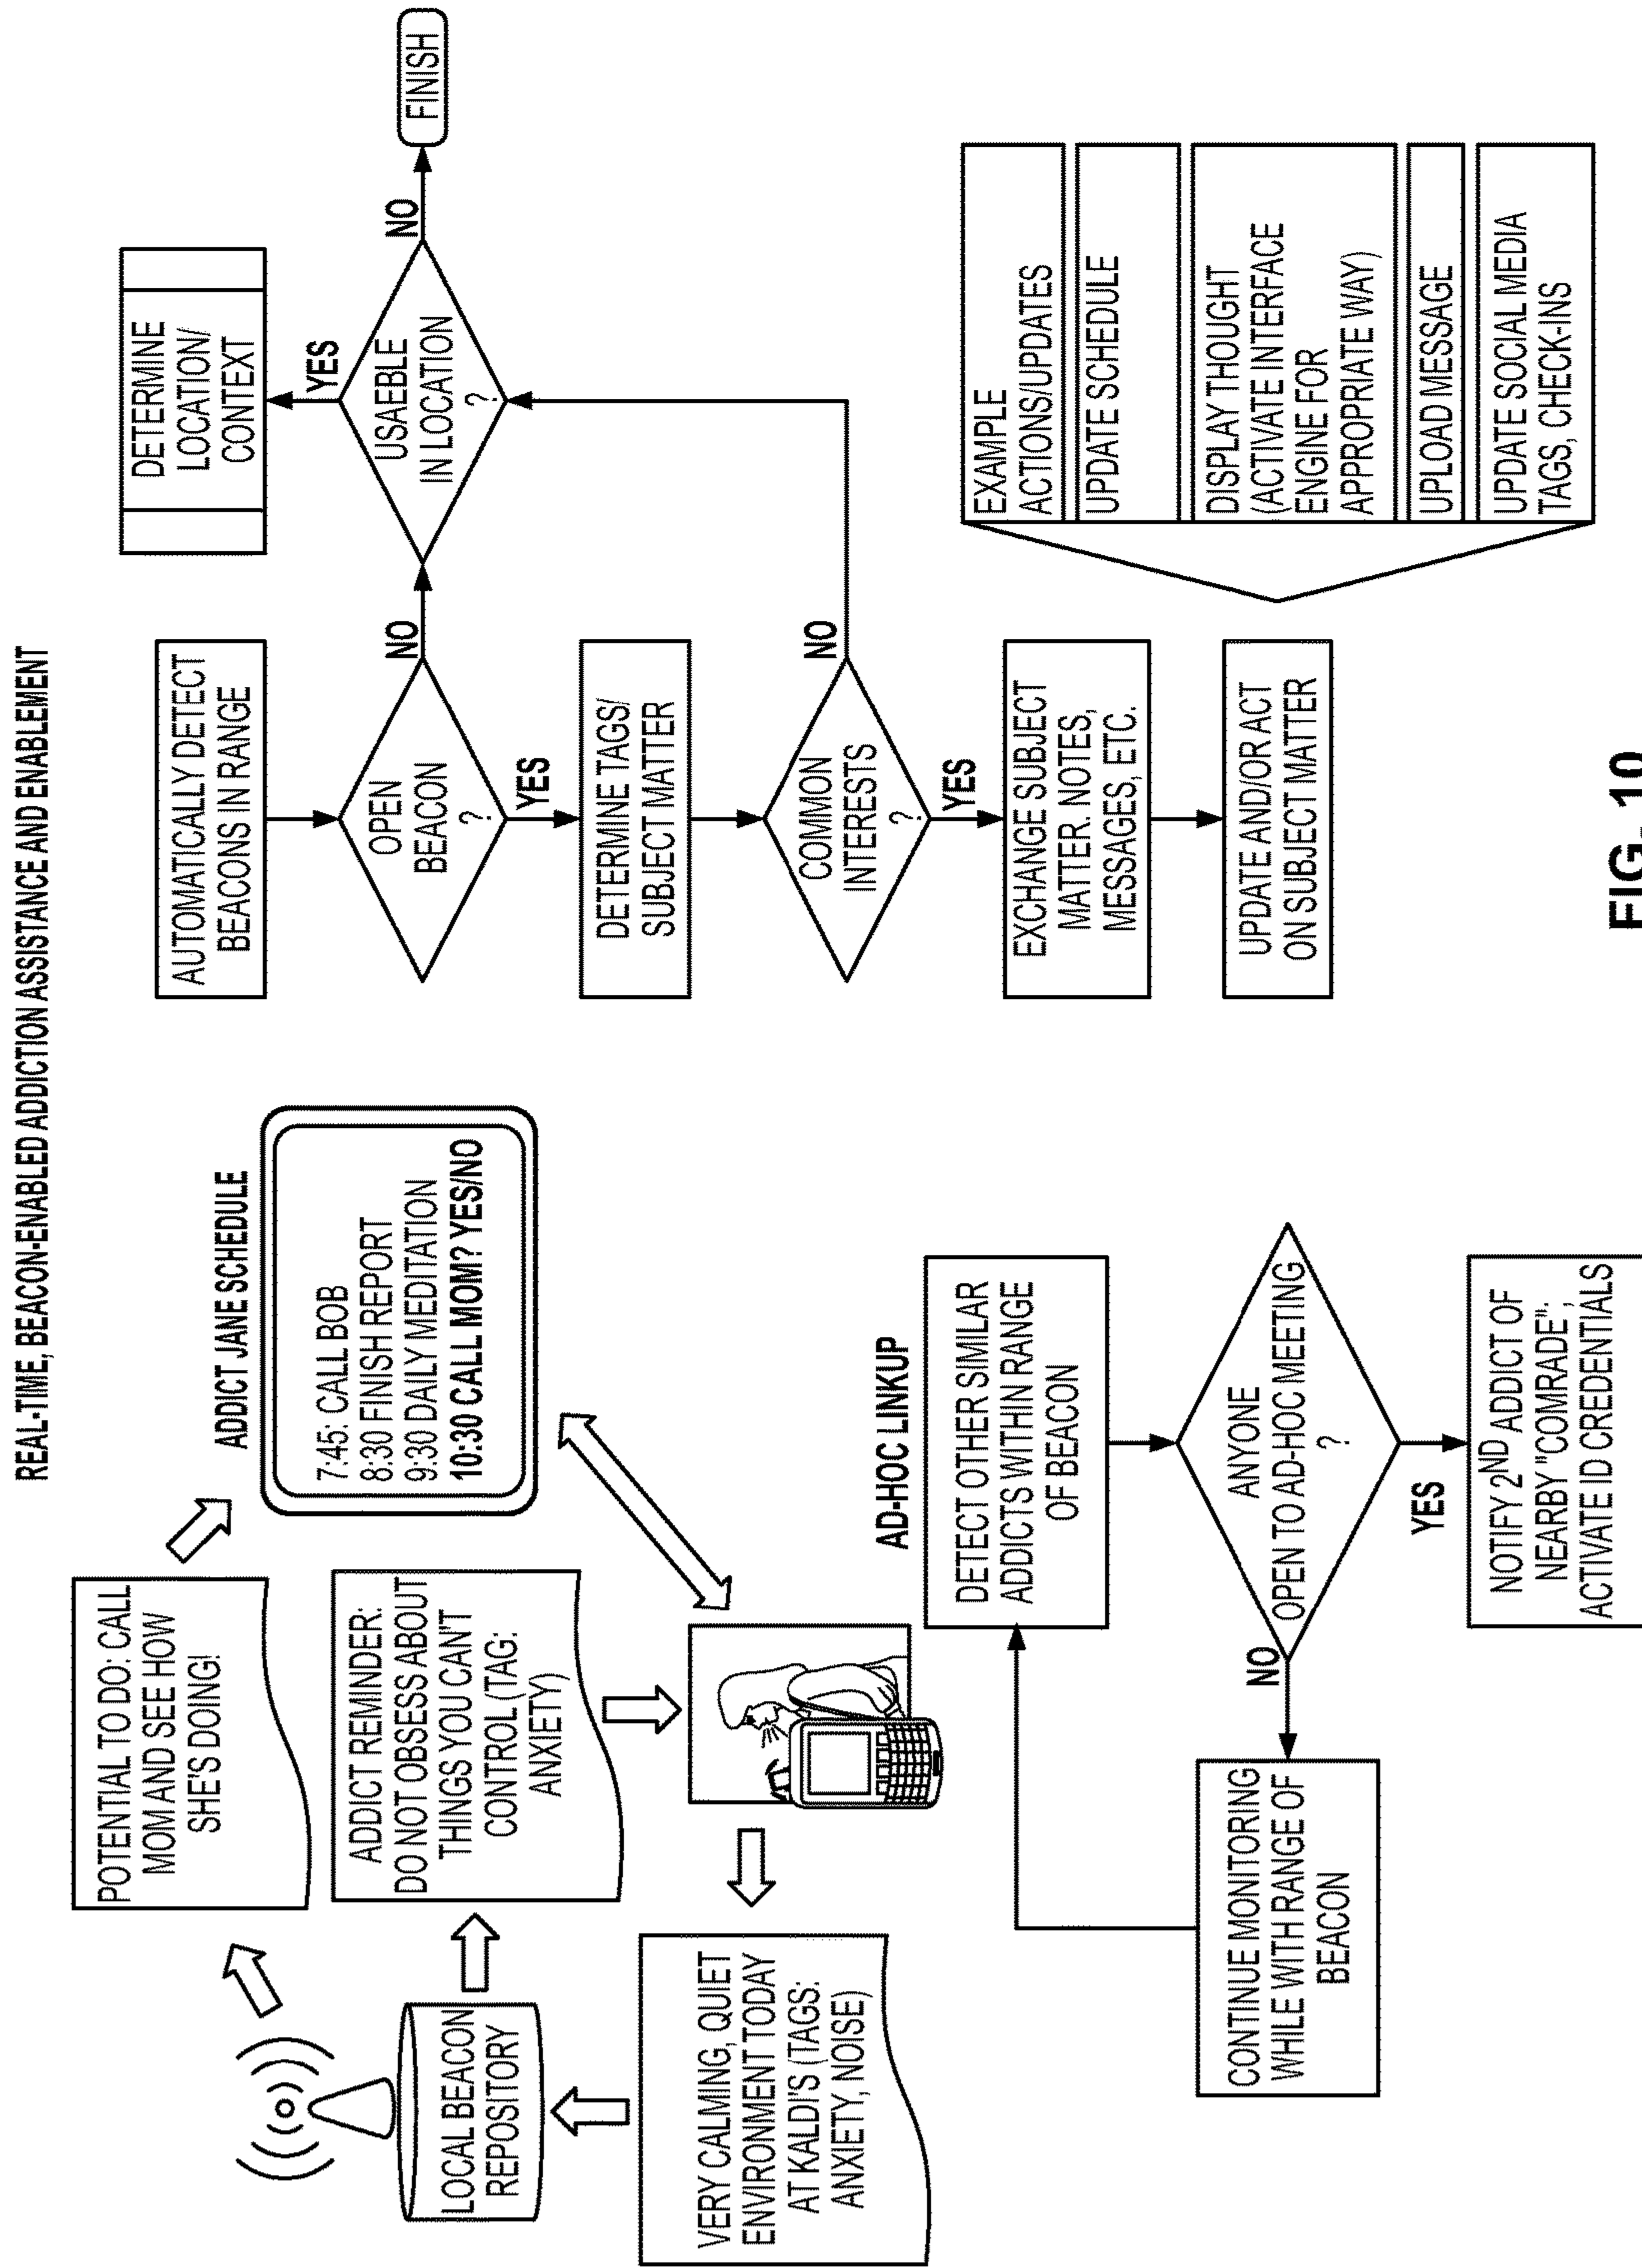 REAL-TIME, BEACON-ENABLED ADDICTION ASSISTANCE AND ENABLEMENT
POTENTIAL TO DO: CALL
MOM AND SEE HOW
SHE'S DOING!
ADDICT JANE SCHEDULE
7:45: CALL BOB
8:30 FINISH REPORT
9:30 DAILY MEDITATION
10:30 CALL MOM? YES/NO
LOCAL BEACON
REPOSITORY
ADDICT REMINDER:
DO NOT OBSESS ABOUT
THINGS YOU CAN'T
CONTROL (TAG:
ANXIETY)
VERY CALMING, QUIET
ENVIRONMENT TODAY
AT KALDI'S (TAGS:
ANXIETY, NOISE)
AD-HOC LINKUP
DETECT OTHER SIMILAR
ADDICTS WITHIN RANGE
OF BEACON
ANYONE
OPEN TO AD-HOC MEETING
?
NO
YES
CONTINUE MONITORING
WHILE WITH RANGE OF
BEACON
NOTIFY 2ND ADDICT OF
NEARBY "COMRADE".
ACTIVATE ID CREDENTIALS
AUTOMATICALLY DETECT
BEACONS IN RANGE
OPEN
BEACON
?
NO
YES
DETERMINE TAGS/
SUBJECT MATTER
COMMON
INTERESTS
?
NO
YES
EXCHANGE SUBJECT
MATTER. NOTES,
MESSAGES, ETC.
UPDATE AND/OR ACT
ON SUBJECT MATTER
DETERMINE
LOCATION/
CONTEXT
YES
USAEBLE
IN LOCATION
?
NO
FINISH
EXAMPLE
ACTIONS/UPDATES
UPDATE SCHEDULE
DISPLAY THOUGHT
(ACTIVATE INTERFACE
ENGINE FOR
APPROPRIATE WAY)
UPLOAD MESSAGE
UPDATE SOCIAL MEDIA
TAGS, CHECK-INS
FIG. 10